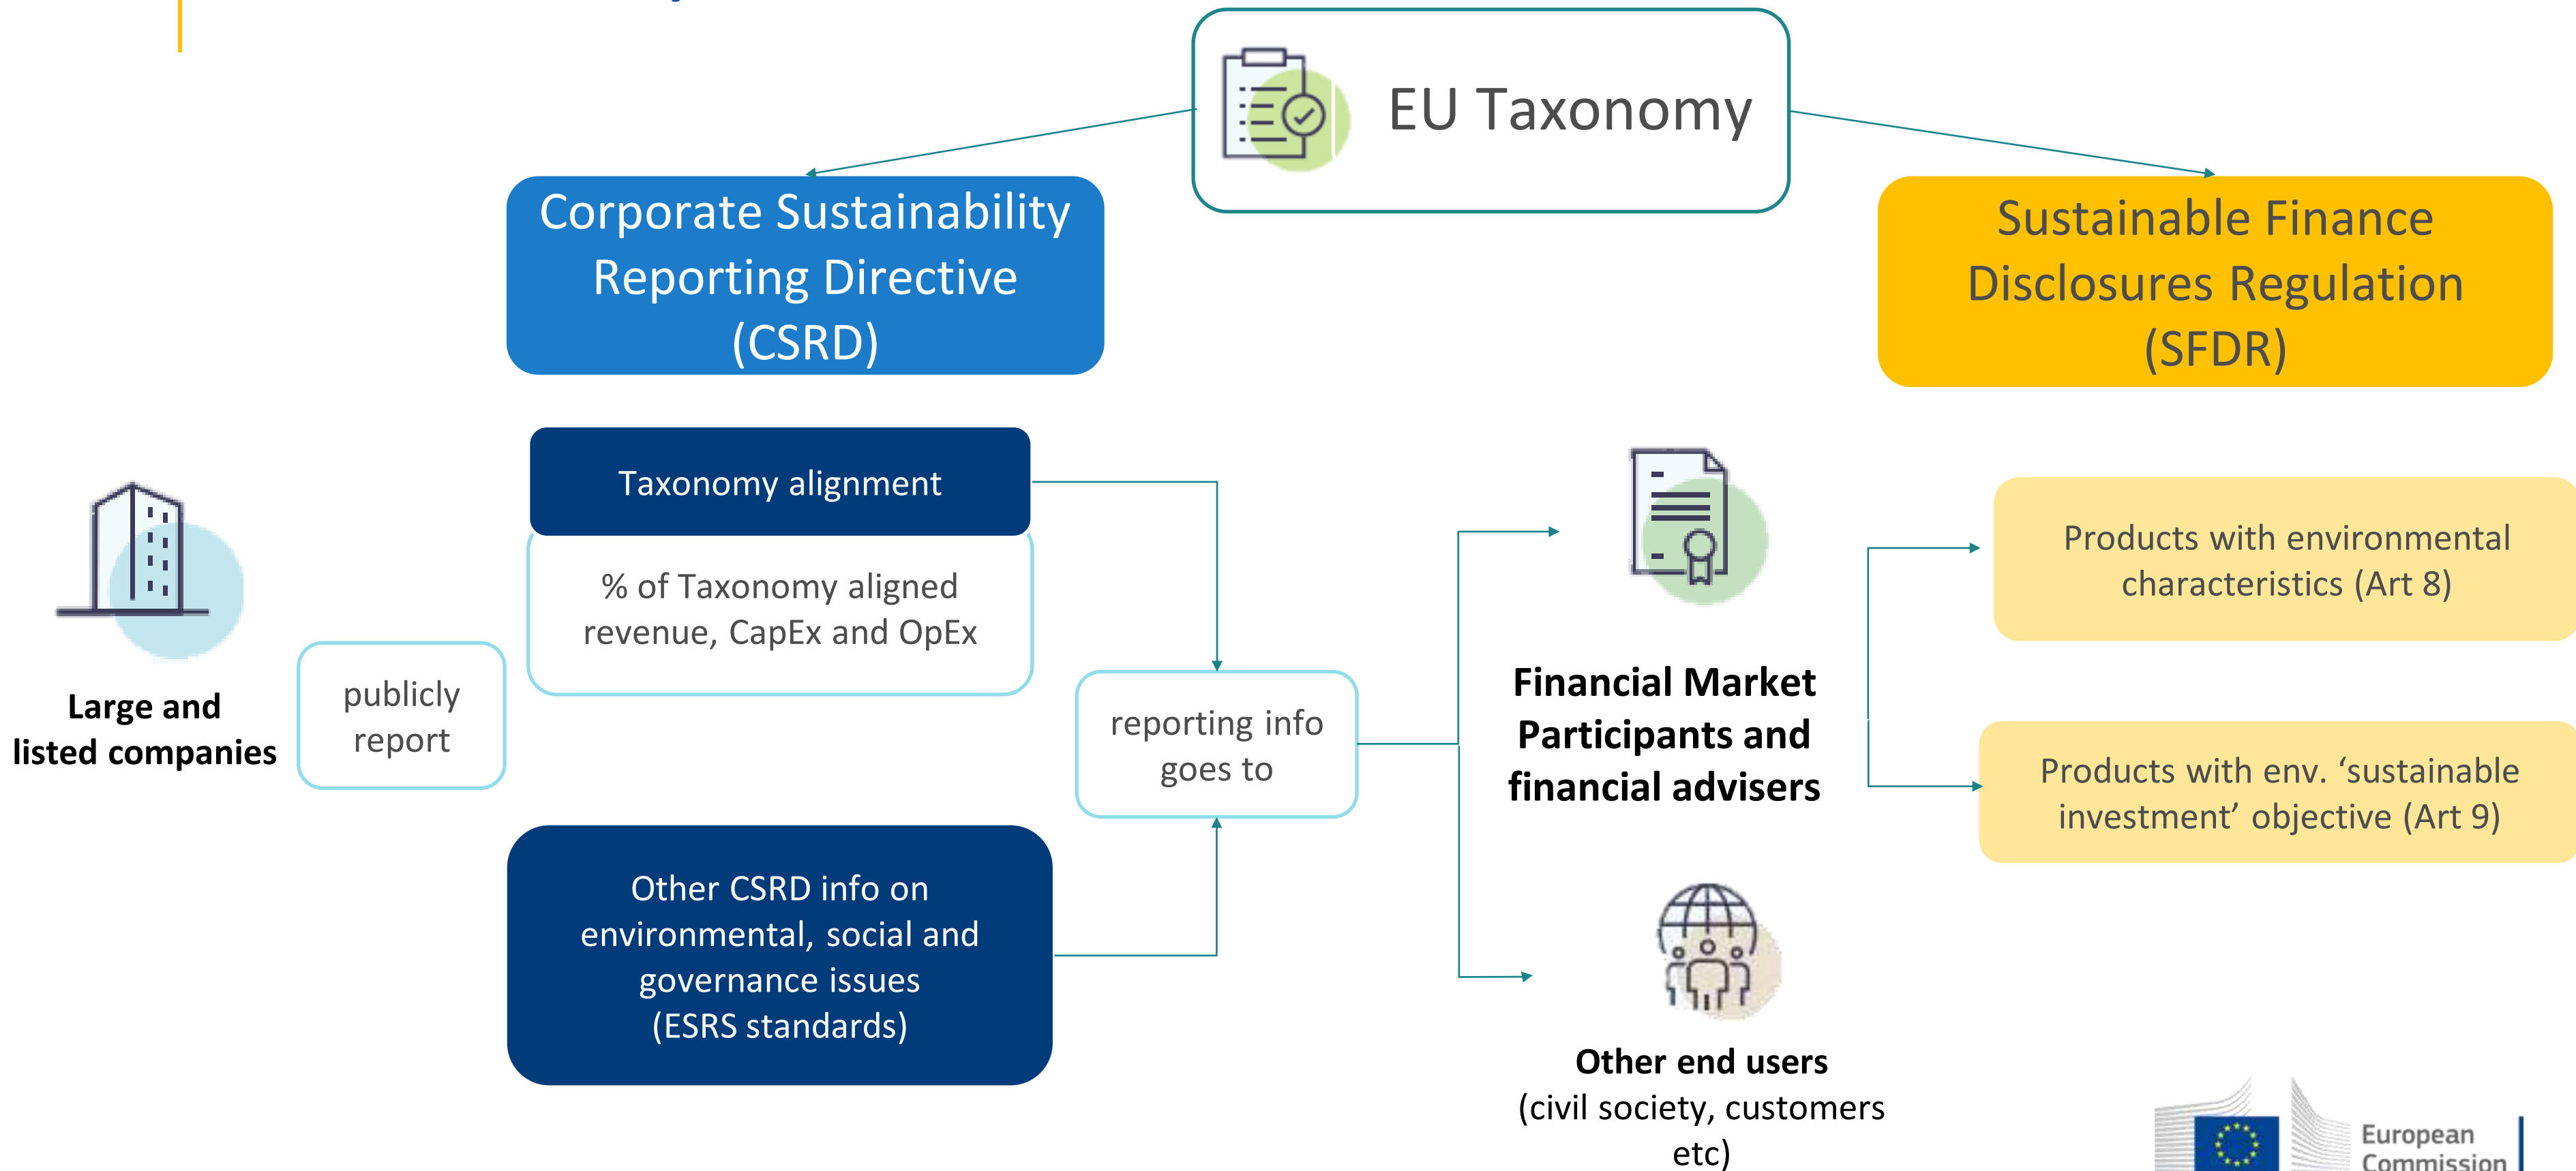 EU Taxonomy
Corporate Sustainability
Reporting Directive
(CSRD)
Sustainable Finance
Disclosures Regulation
(SFDR)
Large and
listed companies
publicly
report
Taxonomy alignment
% of Taxonomy aligned
revenue, CapEx and OpEx
Other CSRD info on
environmental, social and
governance issues
(ESRS standards)
reporting info
goes to
Financial Market
Participants and
financial advisers
Products with environmental
characteristics (Art 8)
Products with env. ‘sustainable
investment’ objective (Art 9)
Other end users
(civil society, customers
etc)
European
Commission